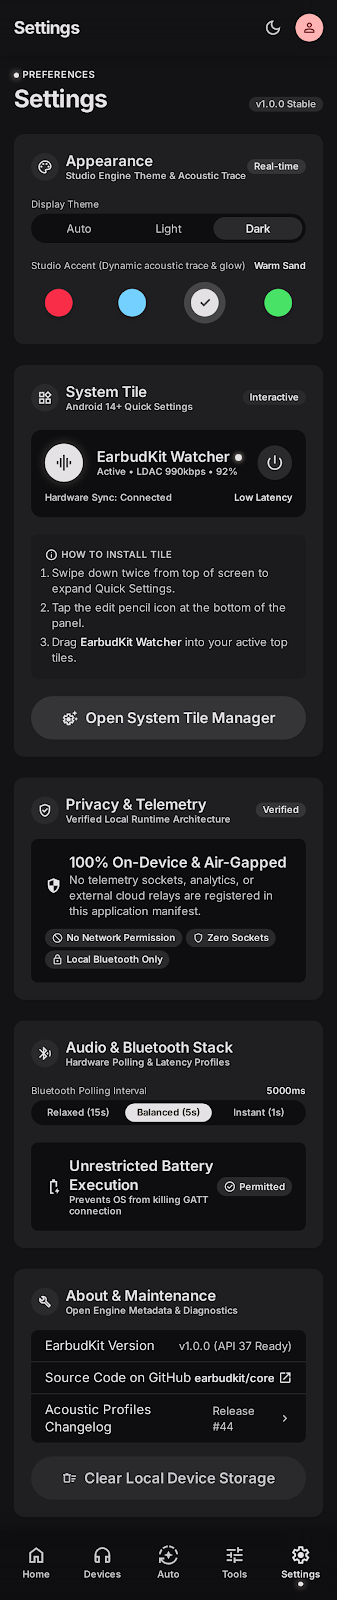 Settings
PREFERENCES
Settings
v1.0.0 Stable
Appearance
Studio Engine Theme & Acoustic Trace
Real-time
Display Theme
Auto
Light
Dark
Studio Accent (Dynamic acoustic trace & glow)
Warm Sand
System Tile
Android 14+ Quick Settings
Interactive
EarbudKit Watcher
Active • LDAC 990kbps • 92%
Hardware Sync: Connected
Low Latency
HOW TO INSTALL TILE
1. Swipe down twice from top of screen to
expand Quick Settings.
2. Tap the edit pencil icon at the bottom of the
panel.
3. Drag EarbudKit Watcher into your active top
tiles.
Open System Tile Manager
Privacy & Telemetry
Verified Local Runtime Architecture
Verified
100% On-Device & Air-Gapped
No telemetry sockets, analytics, or
external cloud relays are registered in
this application manifest.
No Network Permission
Zero Sockets
Local Bluetooth Only
Audio & Bluetooth Stack
Hardware Polling & Latency Profiles
Bluetooth Polling Interval
5000ms
Relaxed (15s)
Balanced (5s)
Instant (1s)
Unrestricted Battery
Execution
Prevents OS from killing GATT
connection
Permitted
About & Maintenance
Open Engine Metadata & Diagnostics
EarbudKit Version
v1.0.0 (API 37 Ready)
Source Code on GitHub
earbudkit/core
Acoustic Profiles
Changelog
Release
#44
Clear Local Device Storage
Home
Devices
Auto
Tools
Settings